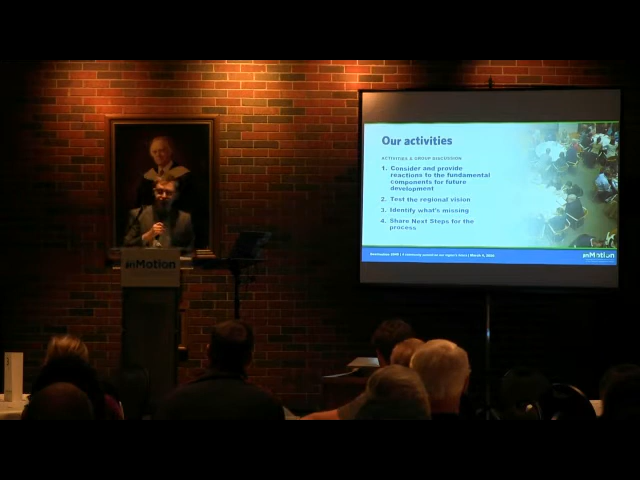 Our activities
ACTIVITIES & GROUP DISCUSSION
1. Consider and provide
reactions to the fundamental
components for future
development
2. Test the regional vision
3. Identify what's missing
4. Share Next Steps for the
process
inMotion